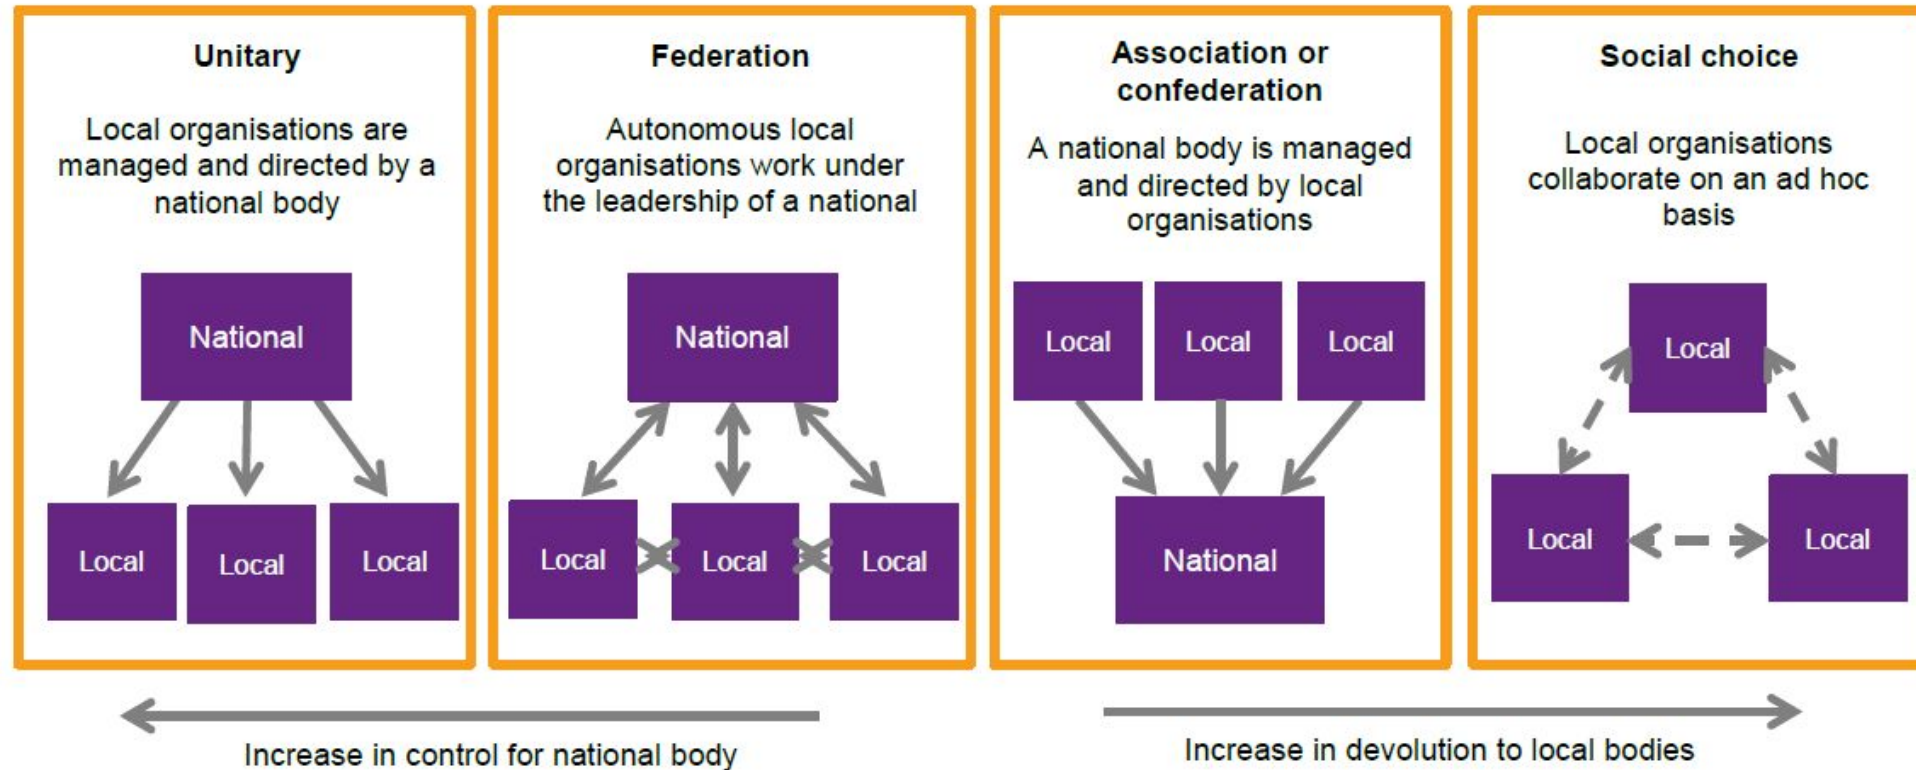 Unitary
Local organisations are
managed and directed by a
national body
National
Local
Local
Local
Federation
Autonomous local
organisations work under
the leadership of a national
National
Local
Local
Local
Association or
confederation
A national body is managed
and directed by local
organisations
Local
Local
Local
National
Social choice
Local organisations
collaborate on an ad hoc
basis
Local
Local
Local
Increase in control for national body
Increase in devolution to local bodies